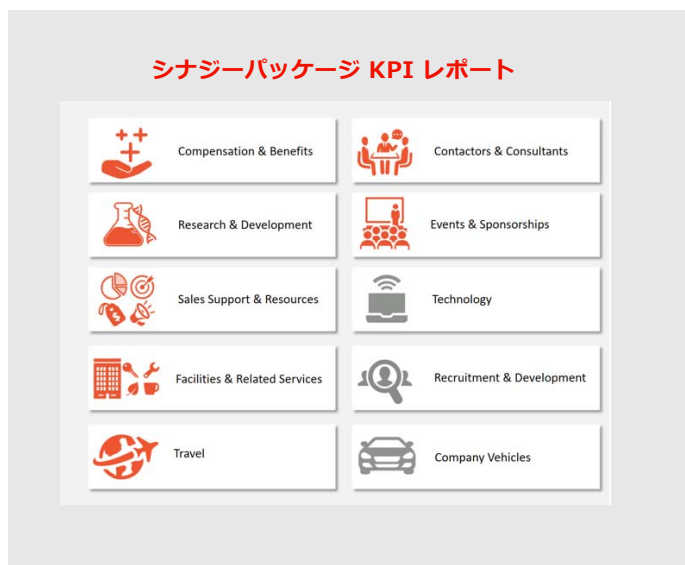 シナジーパッケージ KPI レポート
Compensation & Benefits
Contactors & Consultants
Research & Development
Events & Sponsorships
Sales Support & Resources
Technology
Facilities & Related Services
Recruitment & Development
Travel
Company Vehicles